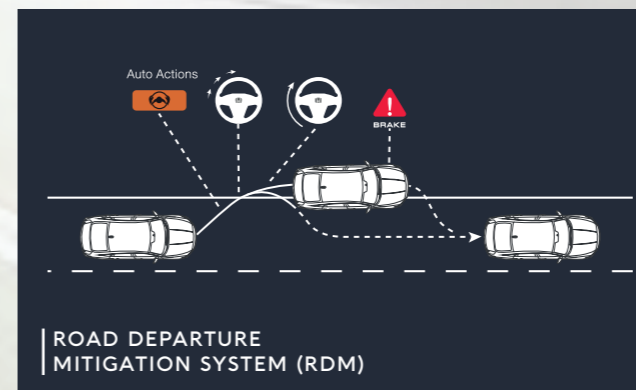 Auto Actions
BRAKE
ROAD DEPARTURE
MITIGATION SYSTEM (RDM)